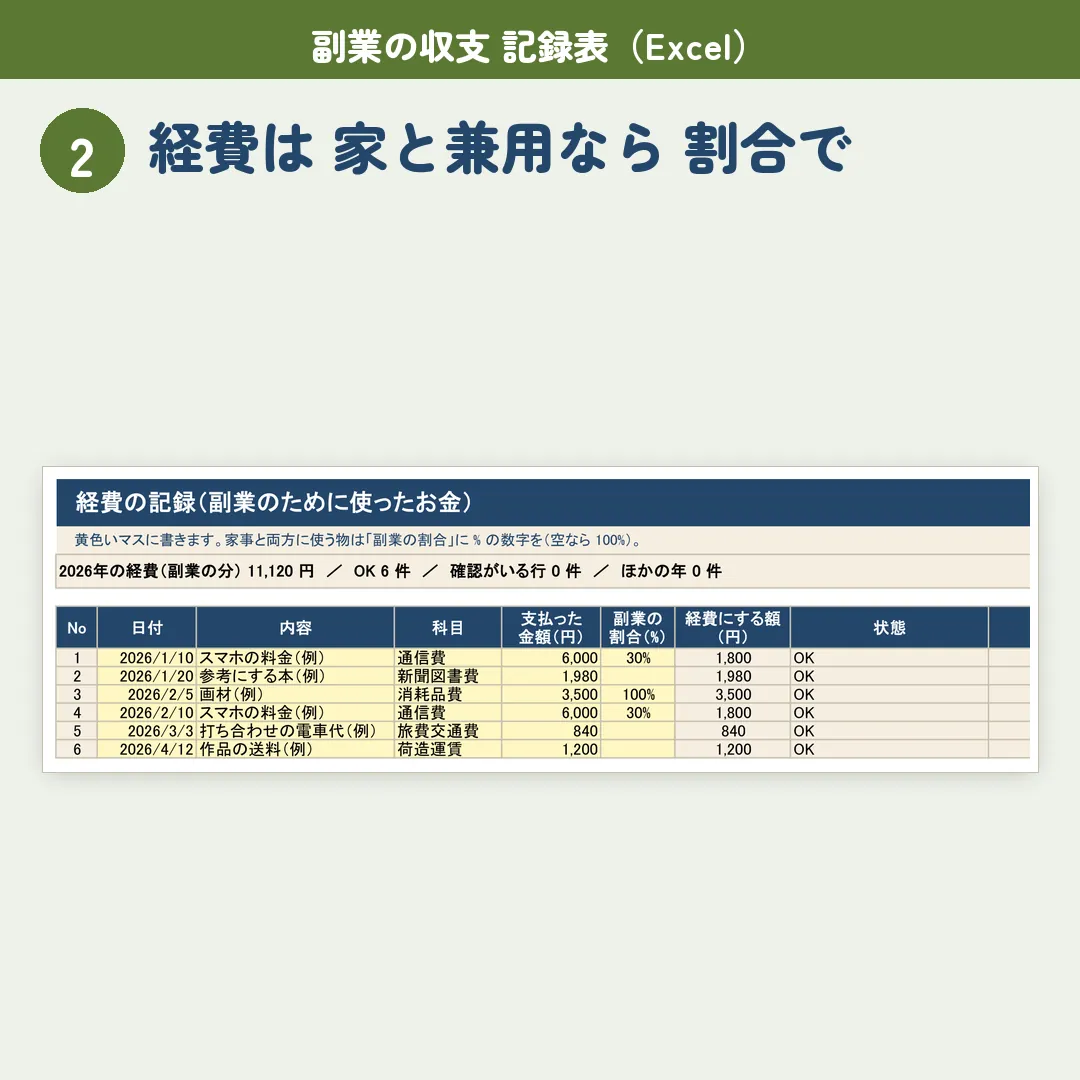 副業の収支 記録表（Excel）
2 経費は 家と兼用なら 割合で
経費の記録（副業のために使ったお金）
黄色いマスに書きます。家事と両方に使う物は「副業の割合」に % の数字を（空なら 100%）。
2026年の経費（副業の分） 11,120 円 ／ OK 6 件 ／ 確認がいる行 0 件 ／ ほかの年 0 件
No 日付 内容 科目 支払った金額（円） 副業の割合（%） 経費にする額（円） 状態
1 2026/1/10 スマホの料金（例） 通信費 6,000 30% 1,800 OK
2 2026/1/20 参考にする本（例） 新聞図書費 1,980 1,980 OK
3 2026/2/5 画材（例） 消耗品費 3,500 100% 3,500 OK
4 2026/2/10 スマホの料金（例） 通信費 6,000 30% 1,800 OK
5 2026/3/3 打ち合わせの電車代（例） 旅費交通費 840 840 OK
6 2026/4/12 作品の送料（例） 荷造運賃 1,200 1,200 OK